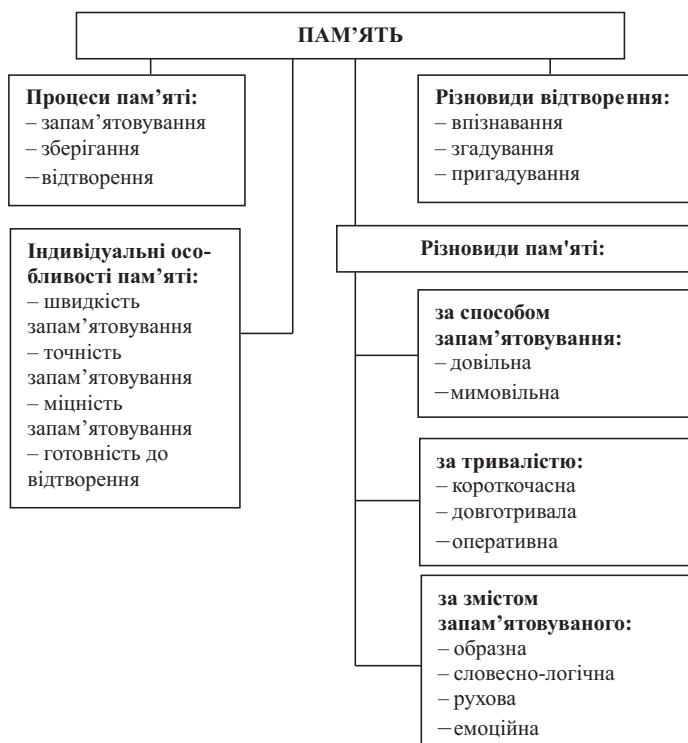 ПАМ’ЯТЬ
Процеси пам’яті:
– запам’ятовування
– зберігання
– відтворення
Різновиди відтворення:
– впізнавання
– згадування
– пригадування
Індивідуальні осо-
бливості пам’яті:
– швидкість
запам’ятовування
– точність
запам’ятовування
– міцність
запам’ятовування
– готовність до
відтворення
Різновиди пам'яті:
за способом
запам’ятовування:
– довільна
– мимовільна
за тривалістю:
– короткочасна
– довготривала
– оперативна
за змістом
запам’ятовуваного:
– образна
– словесно-логічна
– рухова
– емоційна